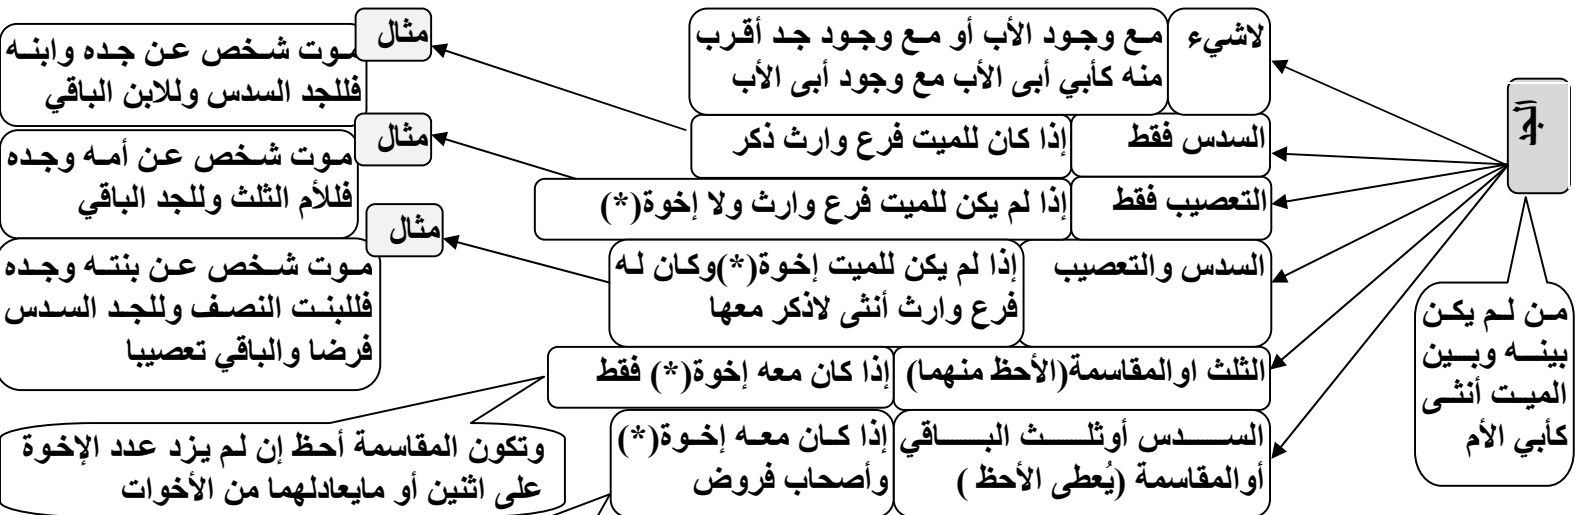 الجد
من لم يكن
بينه وبين
الميت أنثى
كأبي الأم
لاشيء
مع وجود الأب أو مع وجود جد أقرب
منه كأبي أبى الأب مع وجود أبى الأب
السدس فقط
إذا كان للميت فرع وارث ذكر
مثال
موت شخص عن جده وابنه
فللجد السدس وللابن الباقي
التعصيب فقط
إذا لم يكن للميت فرع وارث ولا إخوة(*)
مثال
موت شخص عن أمه وجده
فللأم الثلث وللجد الباقي
السدس والتعصيب
إذا لم يكن للميت إخوة(*)وكان له
فرع وارث أنثى لاذكر معها
مثال
موت شخص عن بنته وجده
فللبنت النصف وللجد السدس
فرضا والباقي تعصيبا
الثلث اوالمقاسمة(الأحظ منهما)
إذا كان معه إخوة(*) فقط
وتكون المقاسمة أحظ إن لم يزد عدد الإخوة
على اثنين أو مايعادلهما من الأخوات
السدس أوثلث الباقي
أوالمقاسمة (يُعطى الأحظ )
إذا كان معه إخوة(*)
وأصحاب فروض